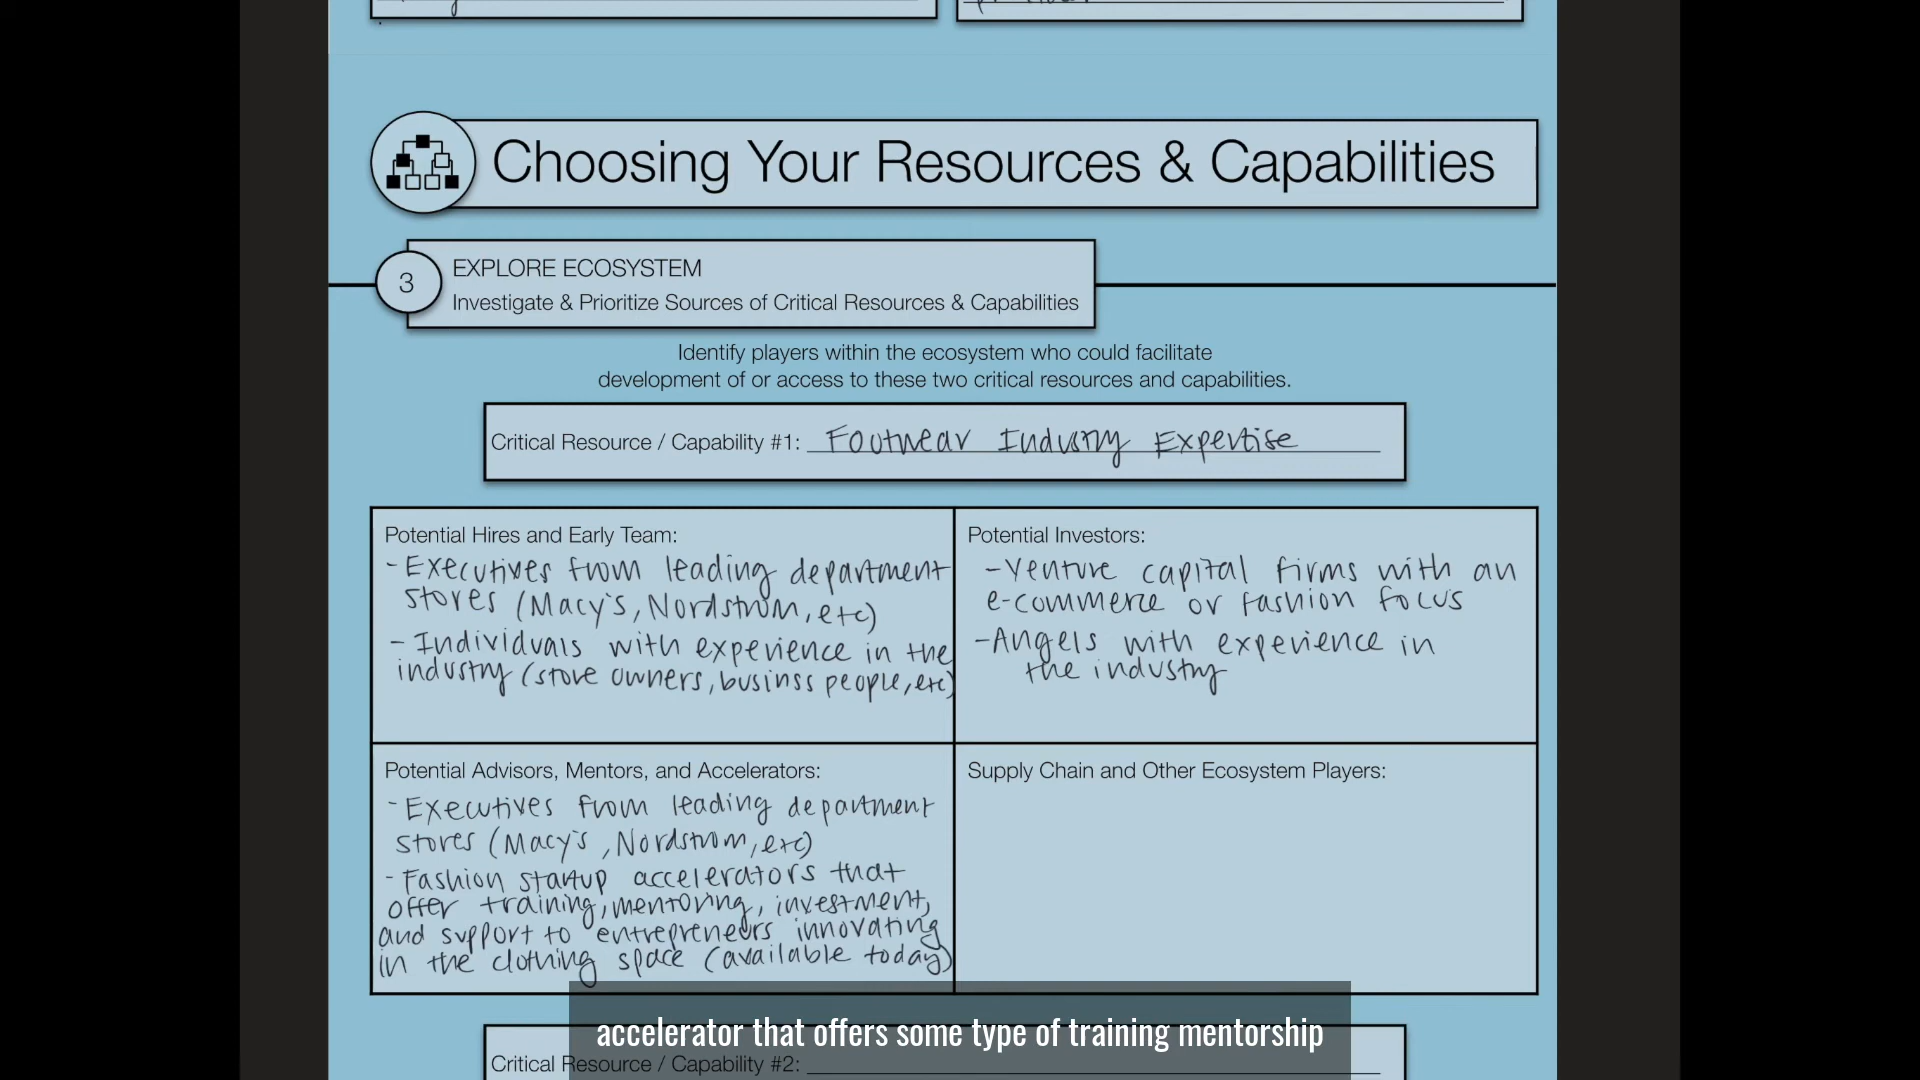 Choosing Your Resources & Capabilities
3
EXPLORE ECOSYSTEM
Investigate & Prioritize Sources of Critical Resources & Capabilities
Identify players within the ecosystem who could facilitate
development of or access to these two critical resources and capabilities.
Critical Resource / Capability #1: Footwear Industry Expertise
Potential Hires and Early Team:
- Executives from leading department
stores (Macy's, Nordstrom, etc)
- Individuals with experience in the
industry (store owners, businss people, etc)
Potential Investors:
- Venture capital firms with an
e-commerce or fashion focus
- Angels with experience in
the industry
Potential Advisors, Mentors, and Accelerators:
- Executives from leading department
stores (Macy's, Nordstrom, etc)
- Fashion startup accelerators that
offer training, mentoring, investment,
and support to entrepreneurs innovating
in the clothing space (available today)
Supply Chain and Other Ecosystem Players:
accelerator that offers some type of training mentorship
Critical Resource / Capability #2: